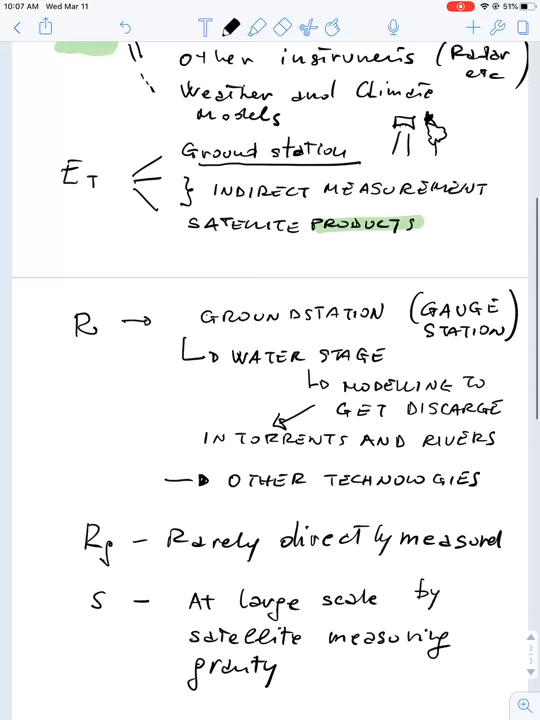 10:07 AM Wed Mar 11
51%
T
other instruments (Radar
etc)
Weather and Climate
Models
Ground station
ET
} INDIRECT MEASUREMENT
SATELLITE PRODUCTS
R → GROUNDSTATION (GAUGE
STATION)
WATER STAGE
MODELLING TO
GET DISCARGE
IN TORRENTS AND RIVERS
OTHER TECHNOLOGIES
Rg - Rarely directly measured
S - At large scale by
satellite measuring
gravity
2
3